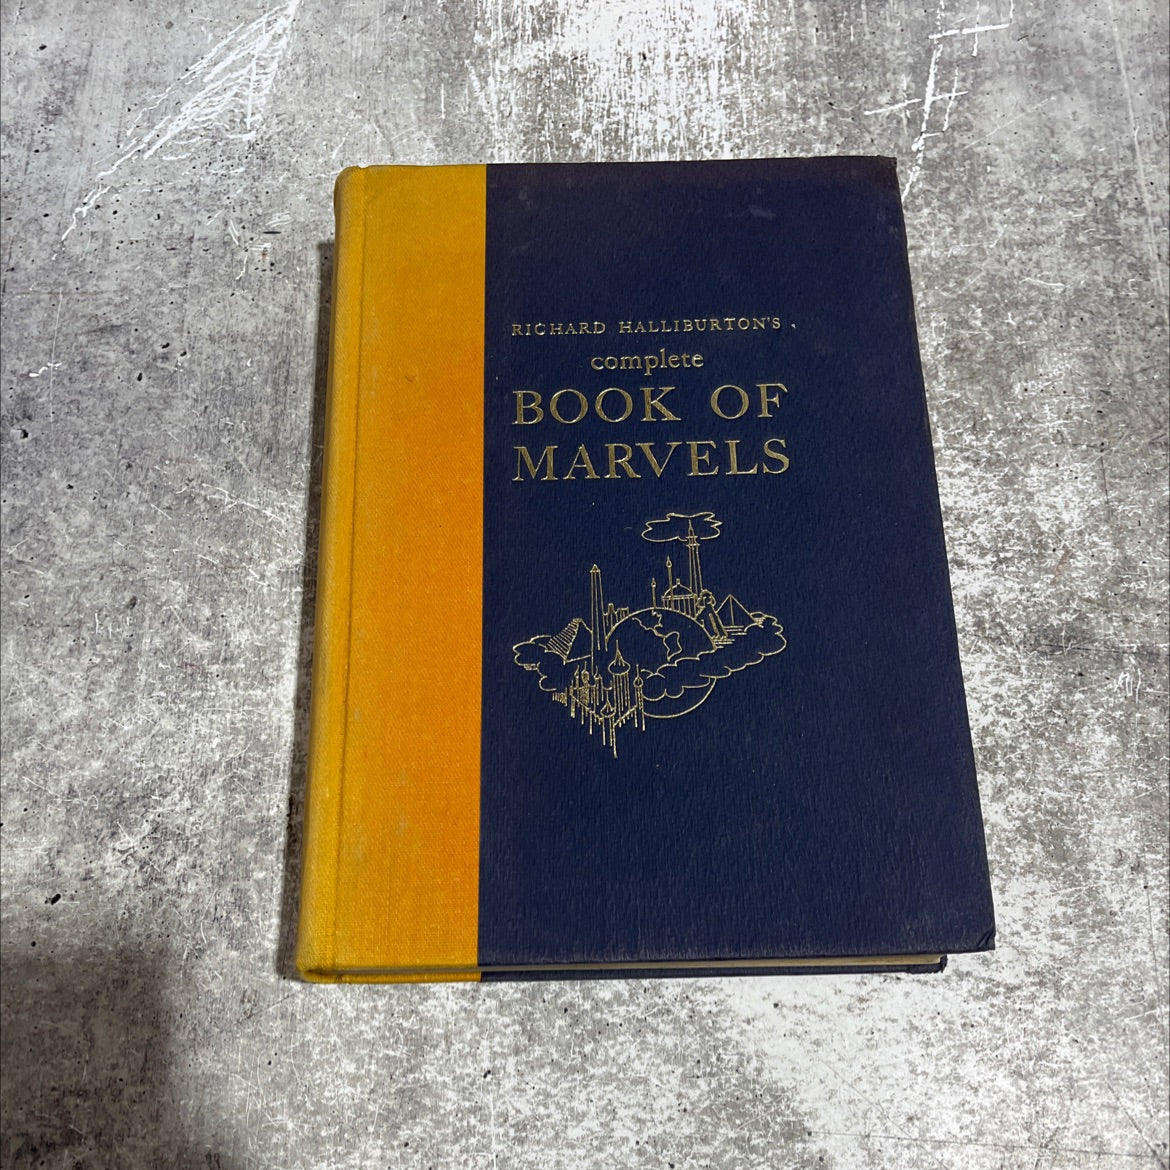 RICHARD HALLIBURTON'S
complete
BOOK OF
MARVELS